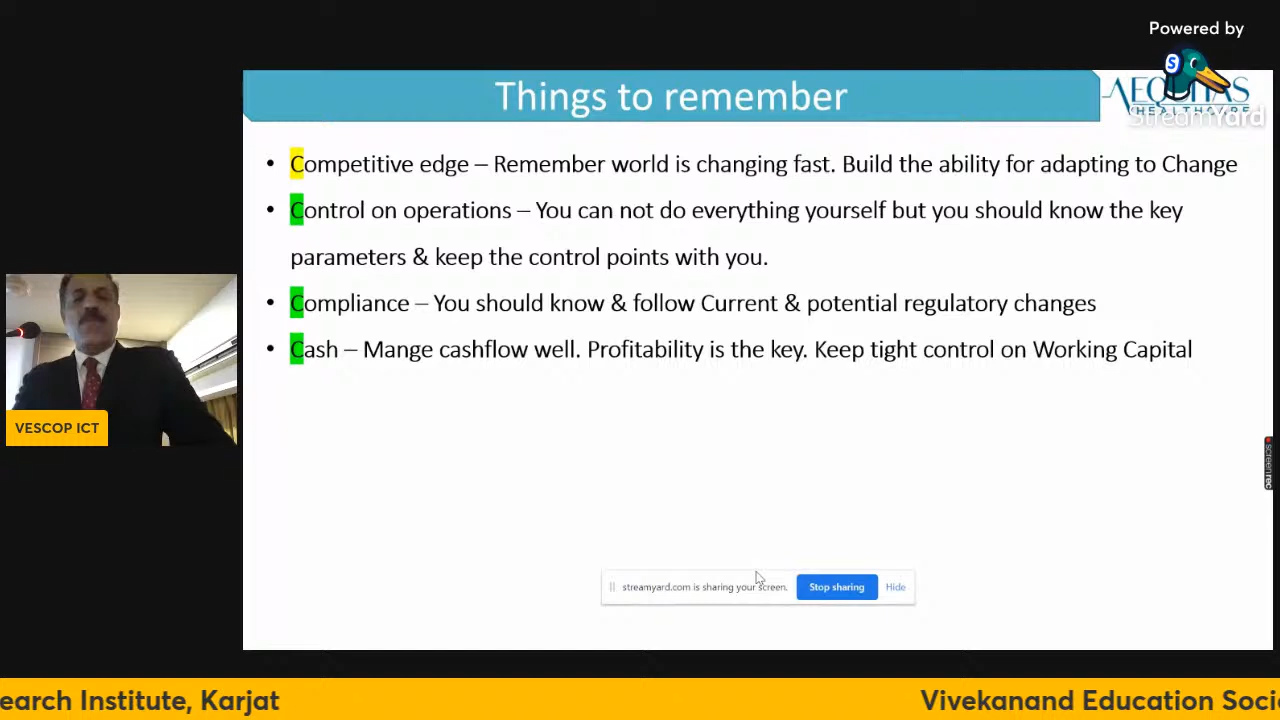 Powered by
StreamYard
Things to remember
AEQUITAS
HEALTHCARE
• Competitive edge – Remember world is changing fast. Build the ability for adapting to Change
• Control on operations – You can not do everything yourself but you should know the key
parameters & keep the control points with you.
• Compliance – You should know & follow Current & potential regulatory changes
• Cash – Mange cashflow well. Profitability is the key. Keep tight control on Working Capital
VESCOP ICT
screenrec
streamyard.com is sharing your screen.
Stop sharing
Hide
earch Institute, Karjat
Vivekanand Education Soci